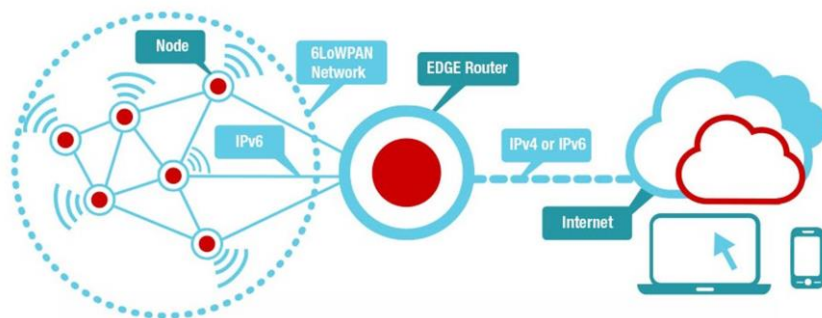 Node
6LoWPAN
Network
EDGE Router
IPv6
IPv4 or IPv6
Internet